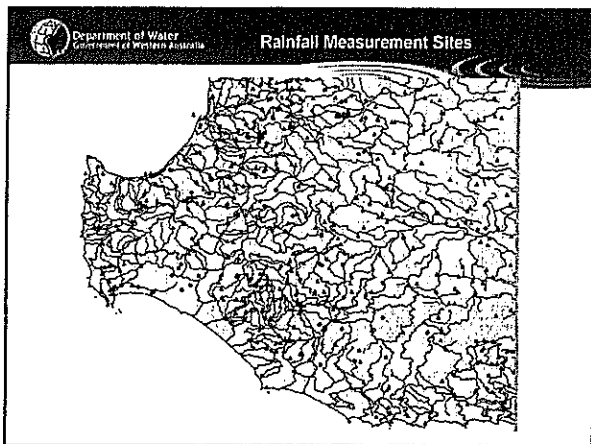 Department of Water
Government of Western Australia
Rainfall Measurement Sites